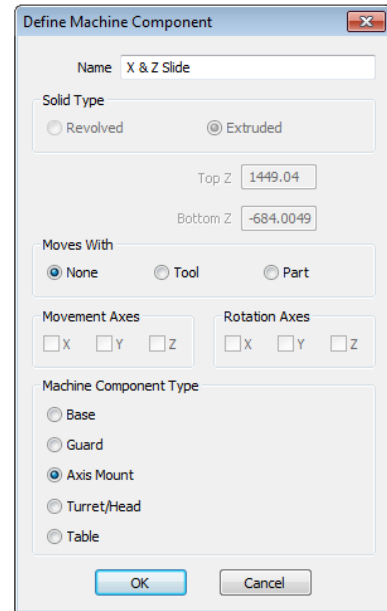 Define Machine Component
Name X & Z Slide
Solid Type
Revolved Extruded
Top Z 1449.04
Bottom Z -684.0049
Moves With
None Tool Part
Movement Axes Rotation Axes
X Y Z X Y Z
Machine Component Type
Base
Guard
Axis Mount
Turret/Head
Table
OK Cancel